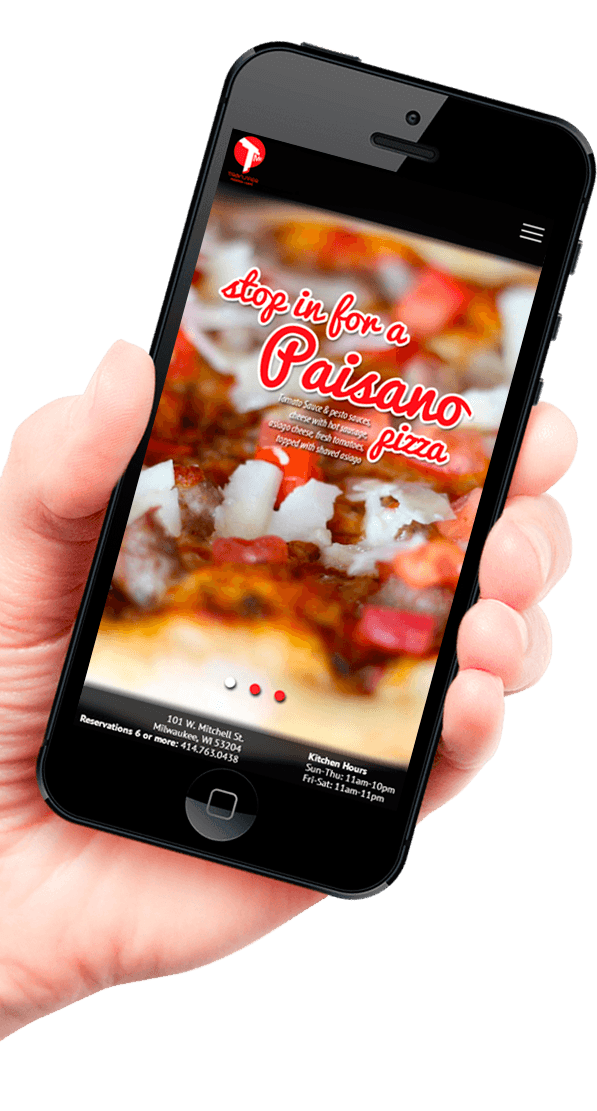 stop in for a
Paisano
pizza
Tomato Sauce & pesto sauces,
cheese with hot sausage,
asiago cheese, fresh tomatoes,
topped with shaved asiago
101 W. Mitchell St.
Milwaukee, WI 53204
Reservations 6 or more: 414.763.0438
Kitchen Hours
Sun-Thu: 11am-10pm
Fri-Sat: 11am-11pm